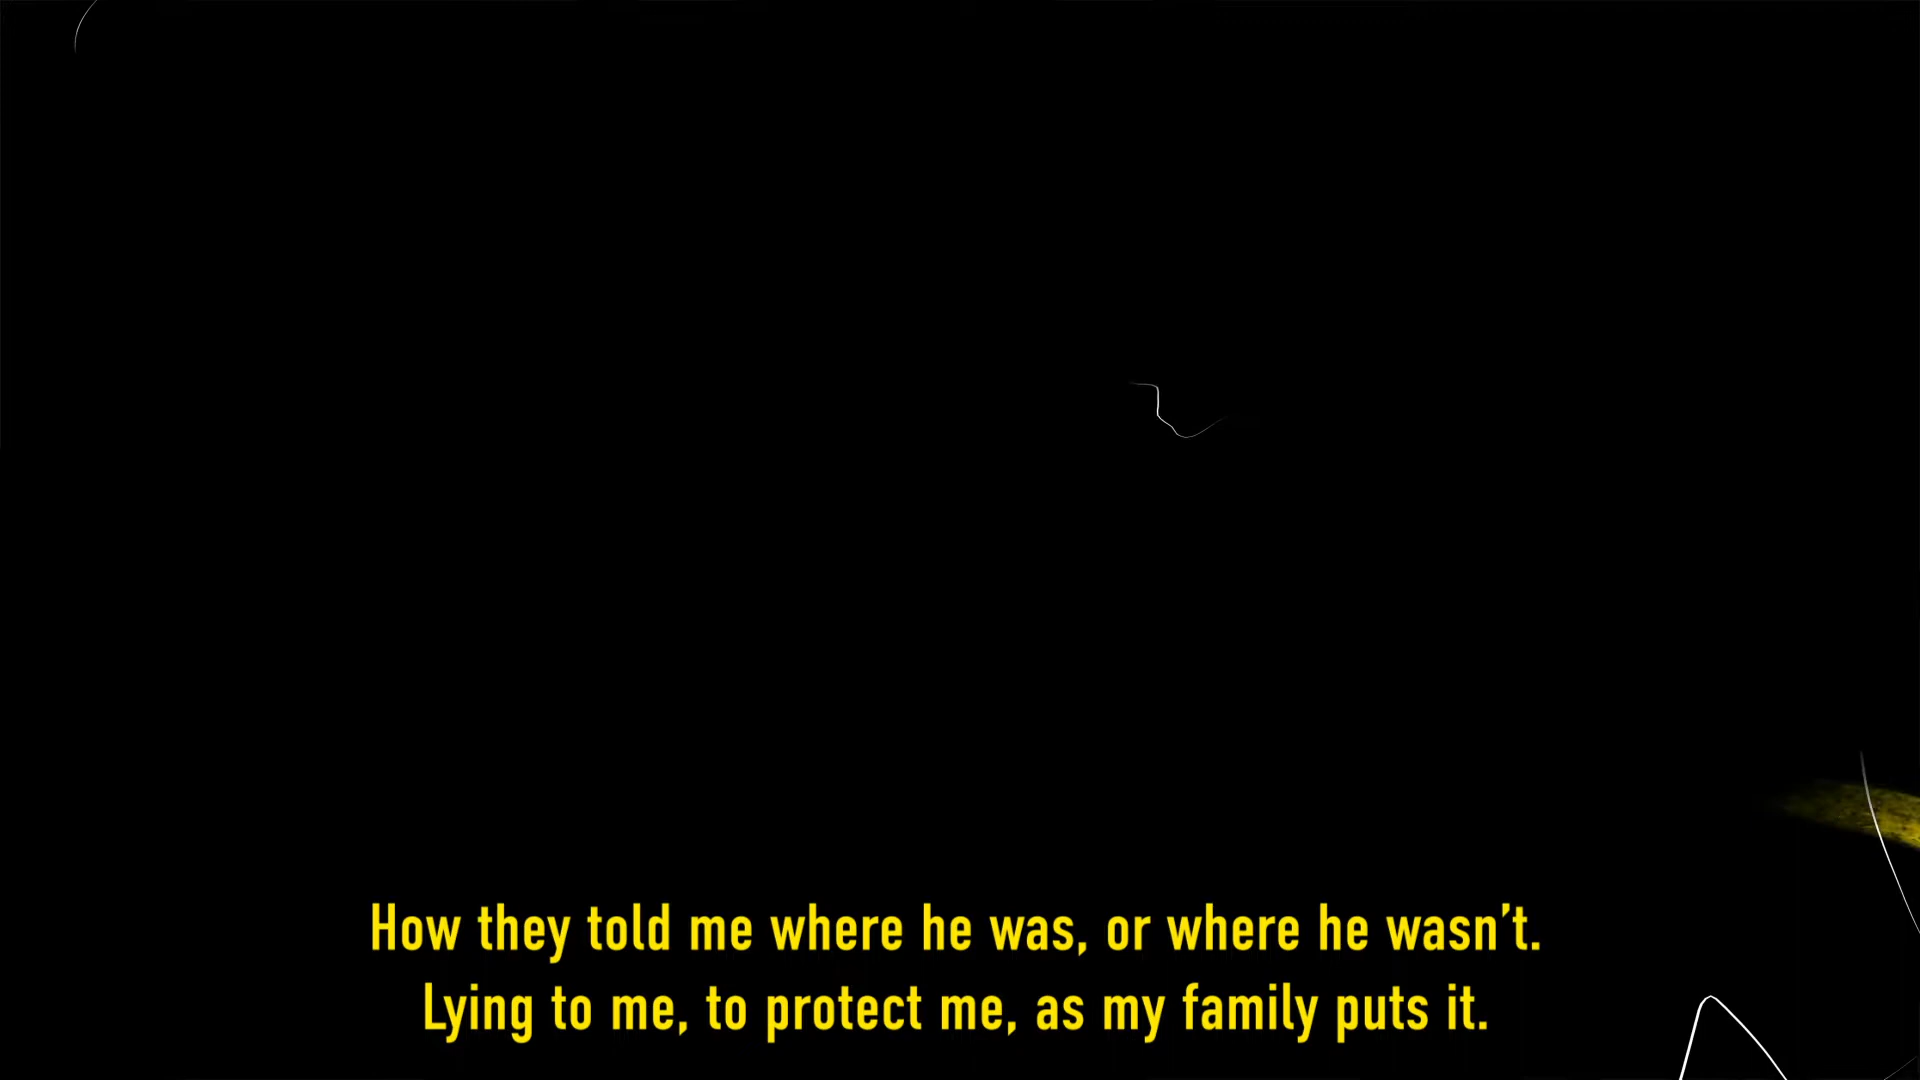 How they told me where he was, or where he wasn’t.
Lying to me, to protect me, as my family puts it.